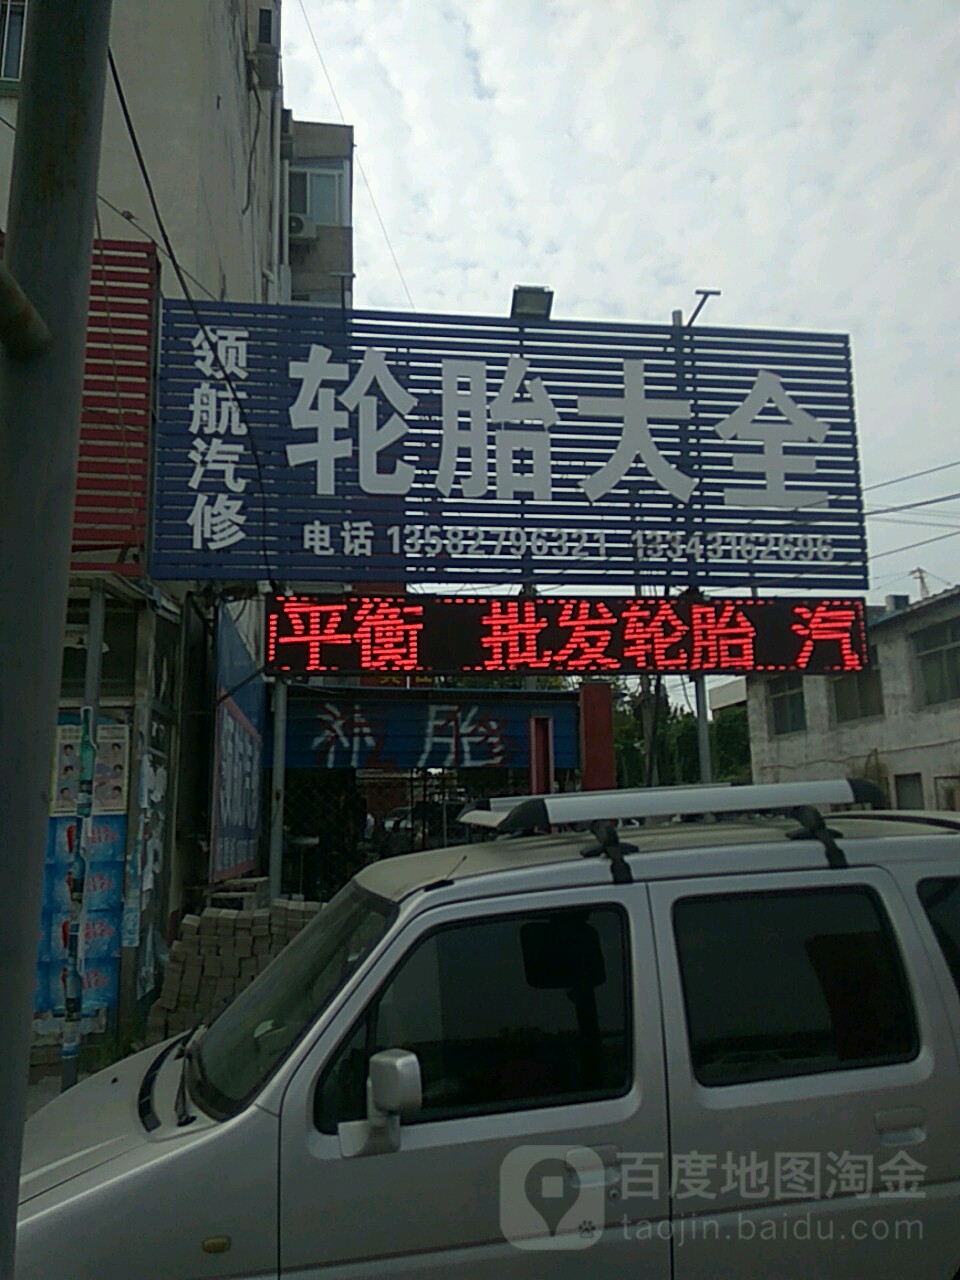 领航汽修
轮胎大全
电话 13582796321 13343162696
平衡 批发轮胎 汽
补胎
百度地图淘金
taojin.baidu.com